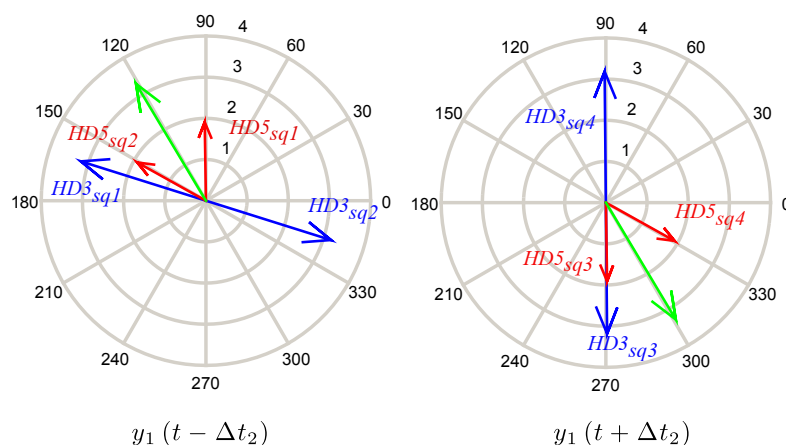 90
120 4 60
3
150 2 30
HD5sq2 HD5sq1
1
HD3sq1 HD3sq2
180 0
210 330
240 300
270
y₁ (t − Δt₂)
90
120 4 60
3
150 HD3sq4 2 30
1
180 0
HD5sq4
HD5sq3
210 330
HD3sq3
240 300
270
y₁ (t + Δt₂)